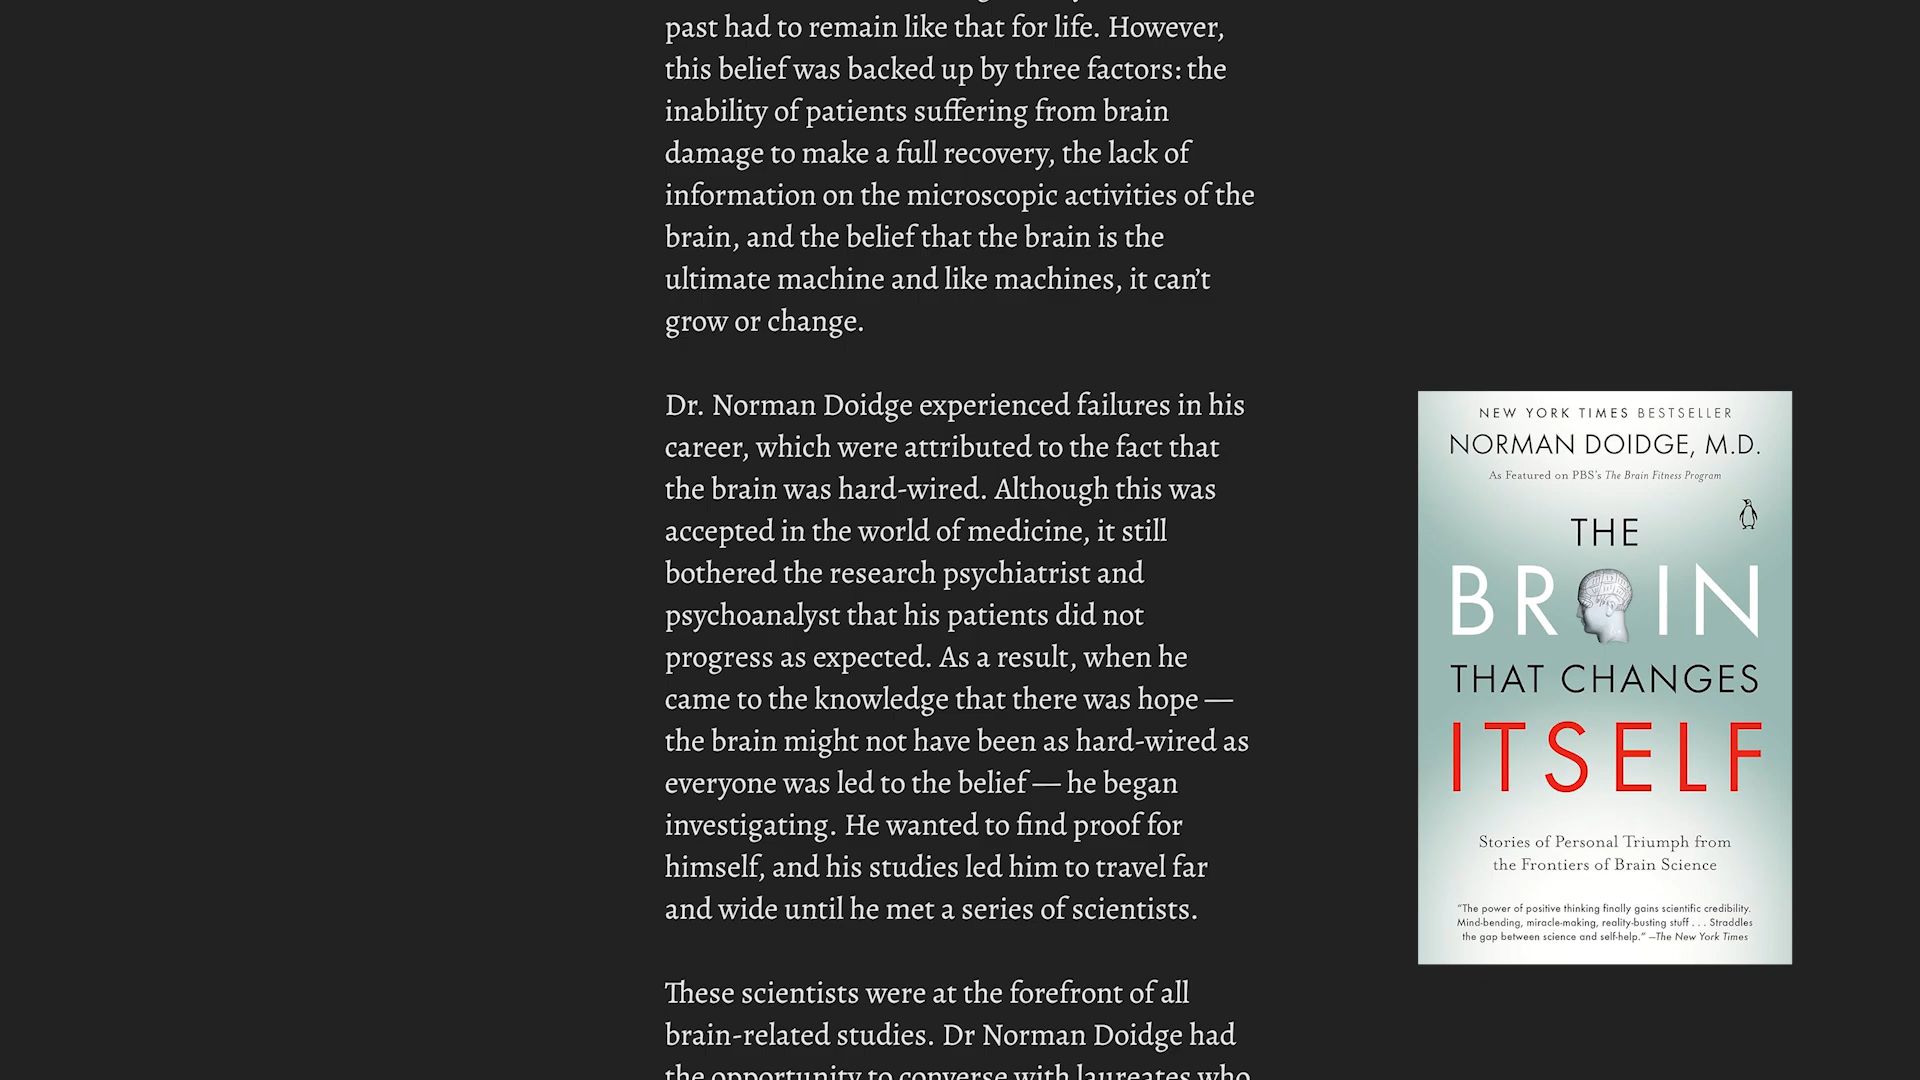 past had to remain like that for life. However,
this belief was backed up by three factors: the
inability of patients suffering from brain
damage to make a full recovery, the lack of
information on the microscopic activities of the
brain, and the belief that the brain is the
ultimate machine and like machines, it can’t
grow or change.
Dr. Norman Doidge experienced failures in his
career, which were attributed to the fact that
the brain was hard-wired. Although this was
accepted in the world of medicine, it still
bothered the research psychiatrist and
psychoanalyst that his patients did not
progress as expected. As a result, when he
came to the knowledge that there was hope —
the brain might not have been as hard-wired as
everyone was led to the belief — he began
investigating. He wanted to find proof for
himself, and his studies led him to travel far
and wide until he met a series of scientists.
These scientists were at the forefront of all
brain-related studies. Dr Norman Doidge had
the opportunity to converse with laureates who
NEW YORK TIMES BESTSELLER
NORMAN DOIDGE, M.D.
As Featured on PBS’s The Brain Fitness Program
THE
BR IN
THAT CHANGES
ITSELF
Stories of Personal Triumph from
the Frontiers of Brain Science
“The power of positive thinking finally gains scientific credibility.
Mind-bending, miracle-making, reality-busting stuff . . . Straddles
the gap between science and self-help.” —The New York Times